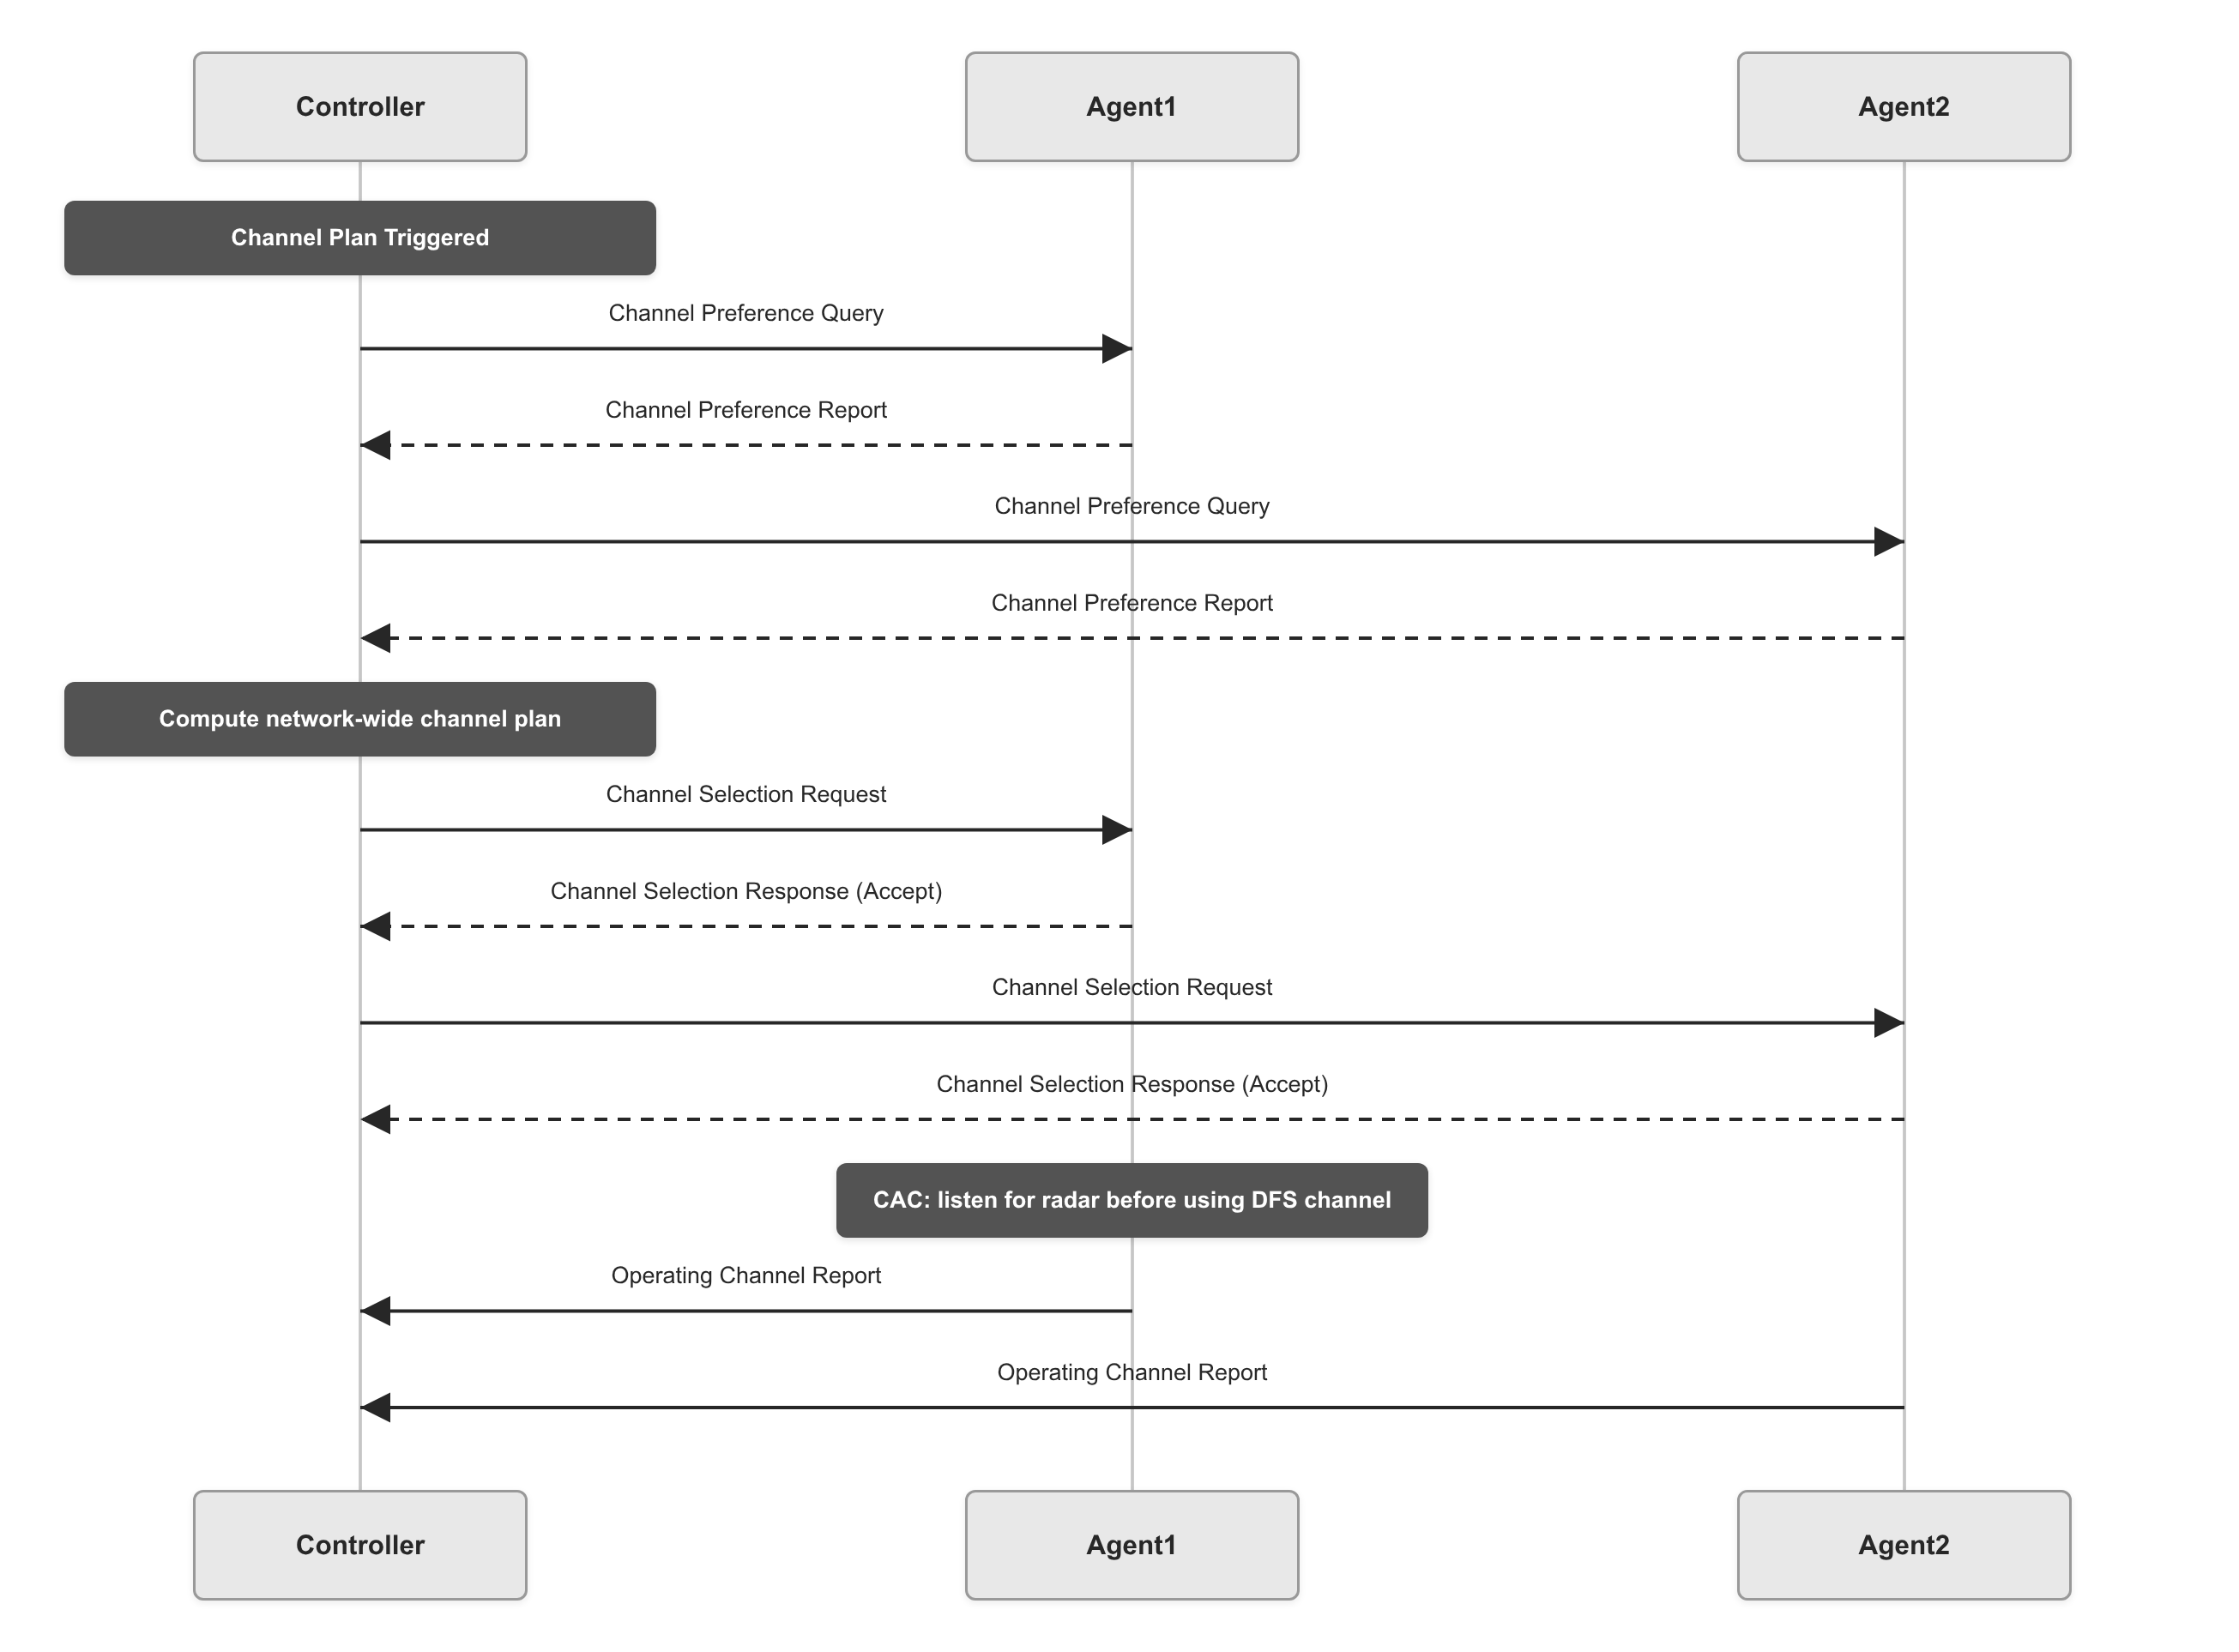 Controller
Agent1
Agent2
Channel Plan Triggered
Channel Preference Query
Channel Preference Report
Channel Preference Query
Channel Preference Report
Compute network-wide channel plan
Channel Selection Request
Channel Selection Response (Accept)
Channel Selection Request
Channel Selection Response (Accept)
CAC: listen for radar before using DFS channel
Operating Channel Report
Operating Channel Report
Controller
Agent1
Agent2